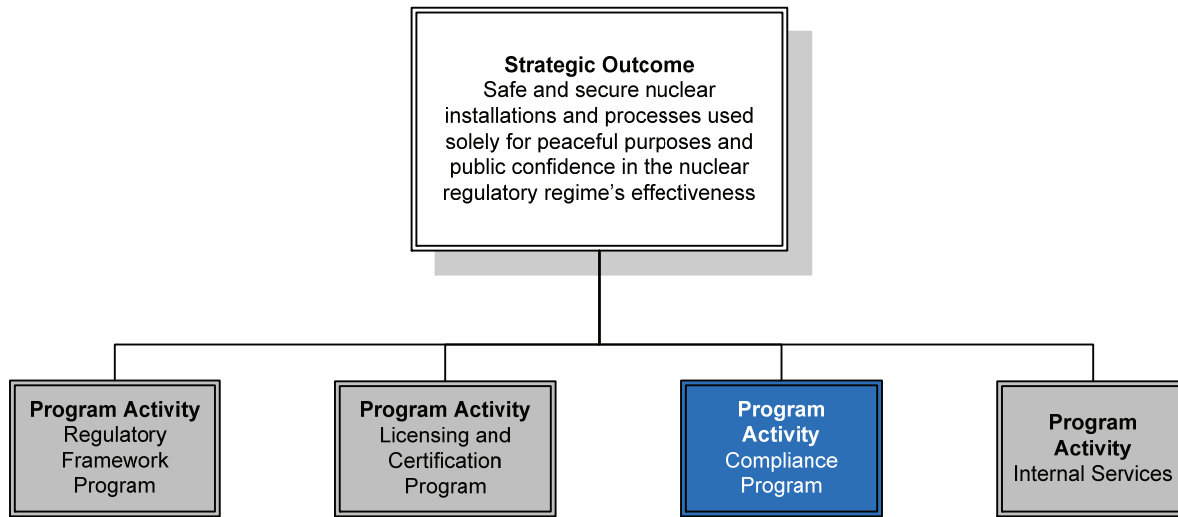 Strategic Outcome
Safe and secure nuclear
installations and processes used
solely for peaceful purposes and
public confidence in the nuclear
regulatory regime’s effectiveness
Program Activity
Regulatory
Framework
Program
Program Activity
Licensing and
Certification
Program
Program
Activity
Compliance
Program
Program
Activity
Internal Services